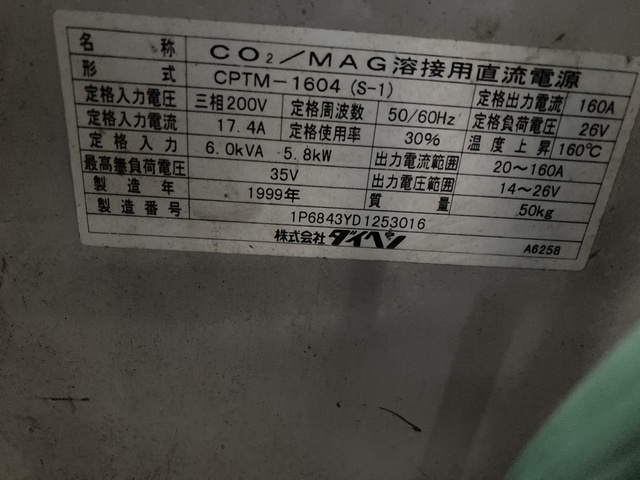 名称 CO₂/MAG溶接用直流電源
形式 CPTM-1604 (S-1) 定格出力電流 160A
定格入力電圧 三相200V 定格周波数 50/60Hz 定格負荷電圧 26V
定格入力電流 17.4A 定格使用率 30% 温度上昇 160℃
定格入力 6.0kVA 5.8kW 出力電流範囲 20〜160A
最高無負荷電圧 35V 出力電圧範囲 14〜26V
製造年 1999年 質量 50kg
製造番号 1P6843YD1253016
株式会社ダイヘン A6258